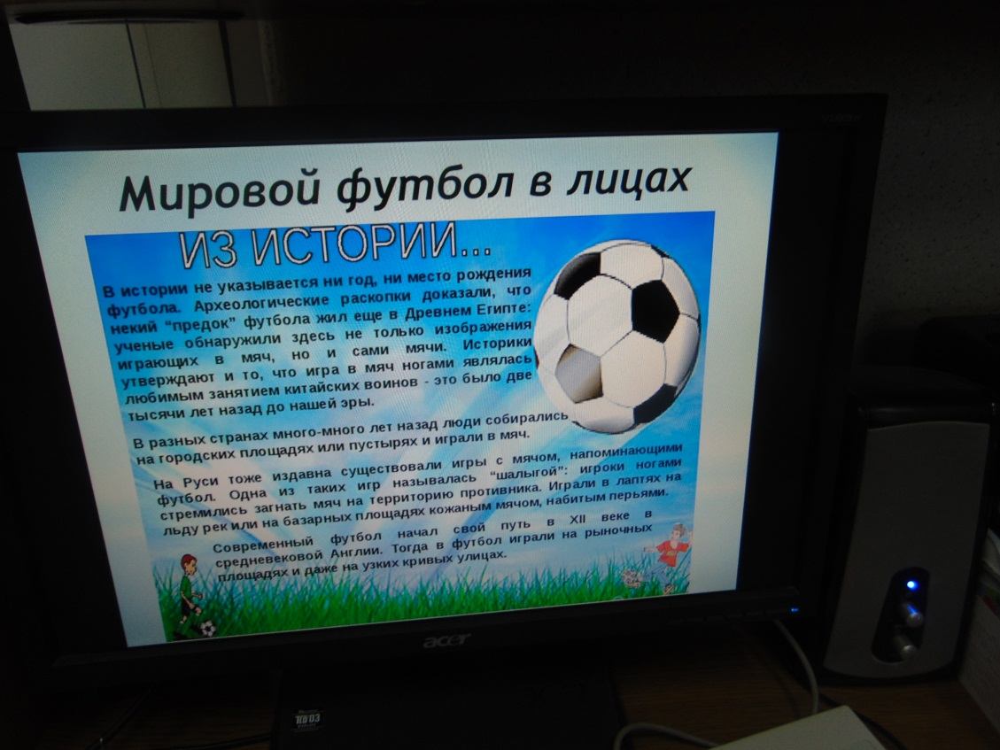 Мировой футбол в лицах
ИЗ ИСТОРИИ...
В истории не указывается ни год, ни место рождения
футбола. Археологические раскопки доказали, что
некий “предок” футбола жил еще в Древнем Египте:
ученые обнаружили здесь не только изображения
играющих в мяч, но и сами мячи. Историки
утверждают и то, что игра в мяч ногами являлась
любимым занятием китайских воинов - это было две
тысячи лет назад до нашей эры.
В разных странах много-много лет назад люди собирались
на городских площадях или пустырях и играли в мяч.
На Руси тоже издавна существовали игры с мячом, напоминающими
футбол. Одна из таких игр называлась “шалыгой”: игроки ногами
стремились загнать мяч на территорию противника. Играли в лаптях на
льду рек или на базарных площадях кожаным мячом, набитым перьями.
Современный футбол начал свой путь в XII веке в
средневековой Англии. Тогда в футбол играли на рыночных
площадях и даже на узких кривых улицах.
acer
TCO'03